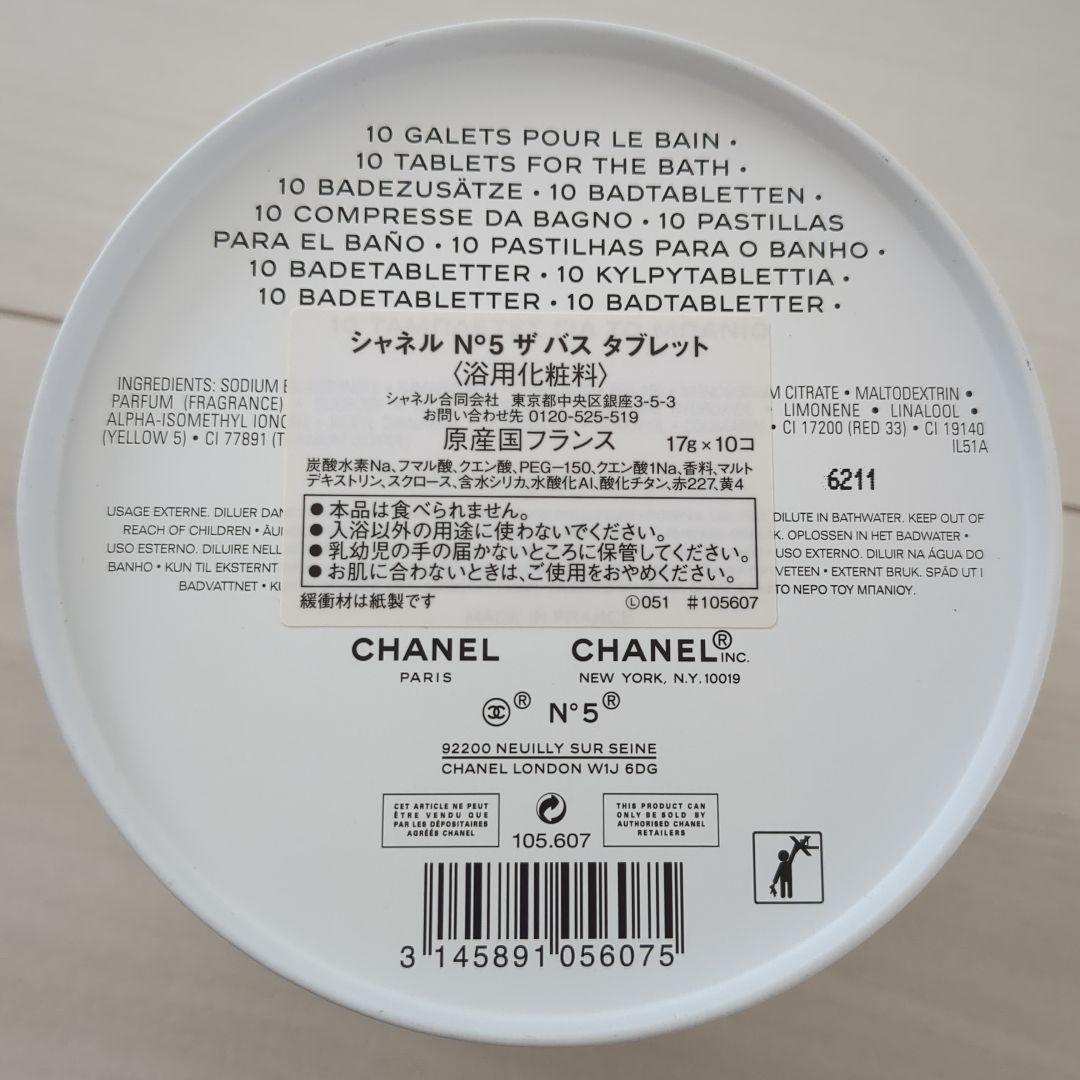 10 GALETS POUR LE BAIN •
10 TABLETS FOR THE BATH •
10 BADEZUSÄTZE • 10 BADTABLETTEN •
10 COMPRESSE DA BAGNO • 10 PASTILLAS
PARA EL BAÑO • 10 PASTILHAS PARA O BANHO •
10 BADETABLETTER • 10 KYLPYTABLETTIA •
10 BADETABLETTER • 10 BADTABLETTER •
シャネル N°5 ザ バス タブレット
〈浴用化粧料〉
シャネル合同会社 東京都中央区銀座3-5-3
お問い合わせ先 0120-525-519
原産国フランス 17g×10コ
炭酸水素Na、フマル酸、クエン酸、PEG-150、クエン酸1Na、香料、マルト
デキストリン、スクロース、含水シリカ、水酸化Al、酸化チタン、赤227、黄4
● 本品は食べられません。
● 入浴以外の用途に使わないでください。
● 乳幼児の手の届かないところに保管してください。
● お肌に合わないときは、ご使用をおやめください。
緩衝材は紙製です Ⓛ051 #105607
INGREDIENTS: SODIUM
CITRATE • MALTODEXTRIN •
PARFUM (FRAGRANCE)
LIMONENE • LINALOOL •
ALPHA-ISOMETHYL
• CI 17200 (RED 33) • CI 19140
(YELLOW 5) • CI 77891
IL51A
6211
USAGE EXTERNE. DILUER
DILUTE IN BATHWATER. KEEP OUT OF
REACH OF CHILDREN •
OPLOSSEN IN HET BADWATER •
USO ESTERNO. DILUIRE
USO EXTERNO. DILUIR NA ÁGUA DO
BANHO • KUN TIL EKSTERNT
• EXTERNT BRUK. SPÄD UT I
BADVATTNET •
ΤΟ ΝΕΡΟ ΤΟΥ ΜΠΑΝΙΟΥ.
CHANEL CHANEL® INC.
PARIS NEW YORK, N.Y. 10019
® N°5®
92200 NEUILLY SUR SEINE
CHANEL LONDON W1J 6DG
CET ARTICLE NE PEUT
ÊTRE VENDU QUE
PAR LES DÉPOSITAIRES
AGRÉÉS CHANEL
THIS PRODUCT CAN
ONLY BE SOLD BY
AUTHORISED CHANEL
RETAILERS
105.607
3 145891 056075